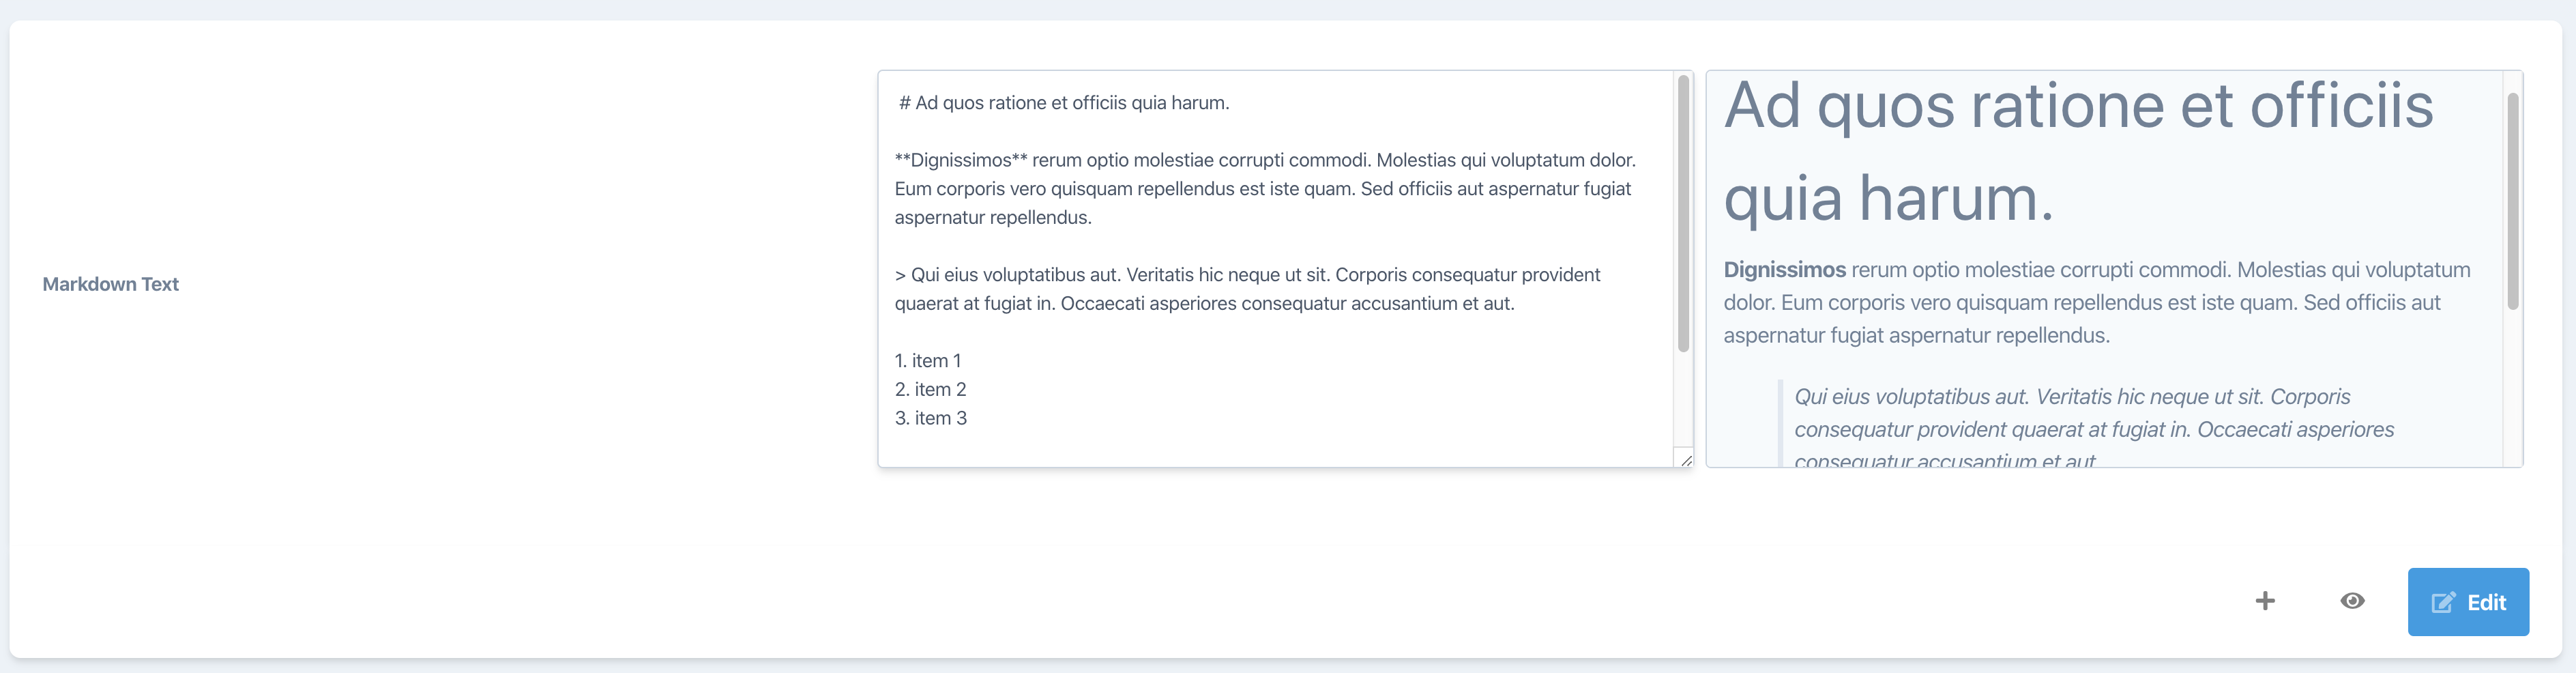 Markdown Text
# Ad quos ratione et officiis quia harum.
**Dignissimos** rerum optio molestiae corrupti commodi. Molestias qui voluptatum dolor.
Eum corporis vero quisquam repellendus est iste quam. Sed officiis aut aspernatur fugiat
aspernatur repellendus.
> Qui eius voluptatibus aut. Veritatis hic neque ut sit. Corporis consequatur provident
quaerat at fugiat in. Occaecati asperiores consequatur accusantium et aut.
1. item 1
2. item 2
3. item 3
Ad quos ratione et officiis
quia harum.
Dignissimos rerum optio molestiae corrupti commodi. Molestias qui voluptatum
dolor. Eum corporis vero quisquam repellendus est iste quam. Sed officiis aut
aspernatur fugiat aspernatur repellendus.
Qui eius voluptatibus aut. Veritatis hic neque ut sit. Corporis
consequatur provident quaerat at fugiat in. Occaecati asperiores
consequatur accusantium et aut
Edit